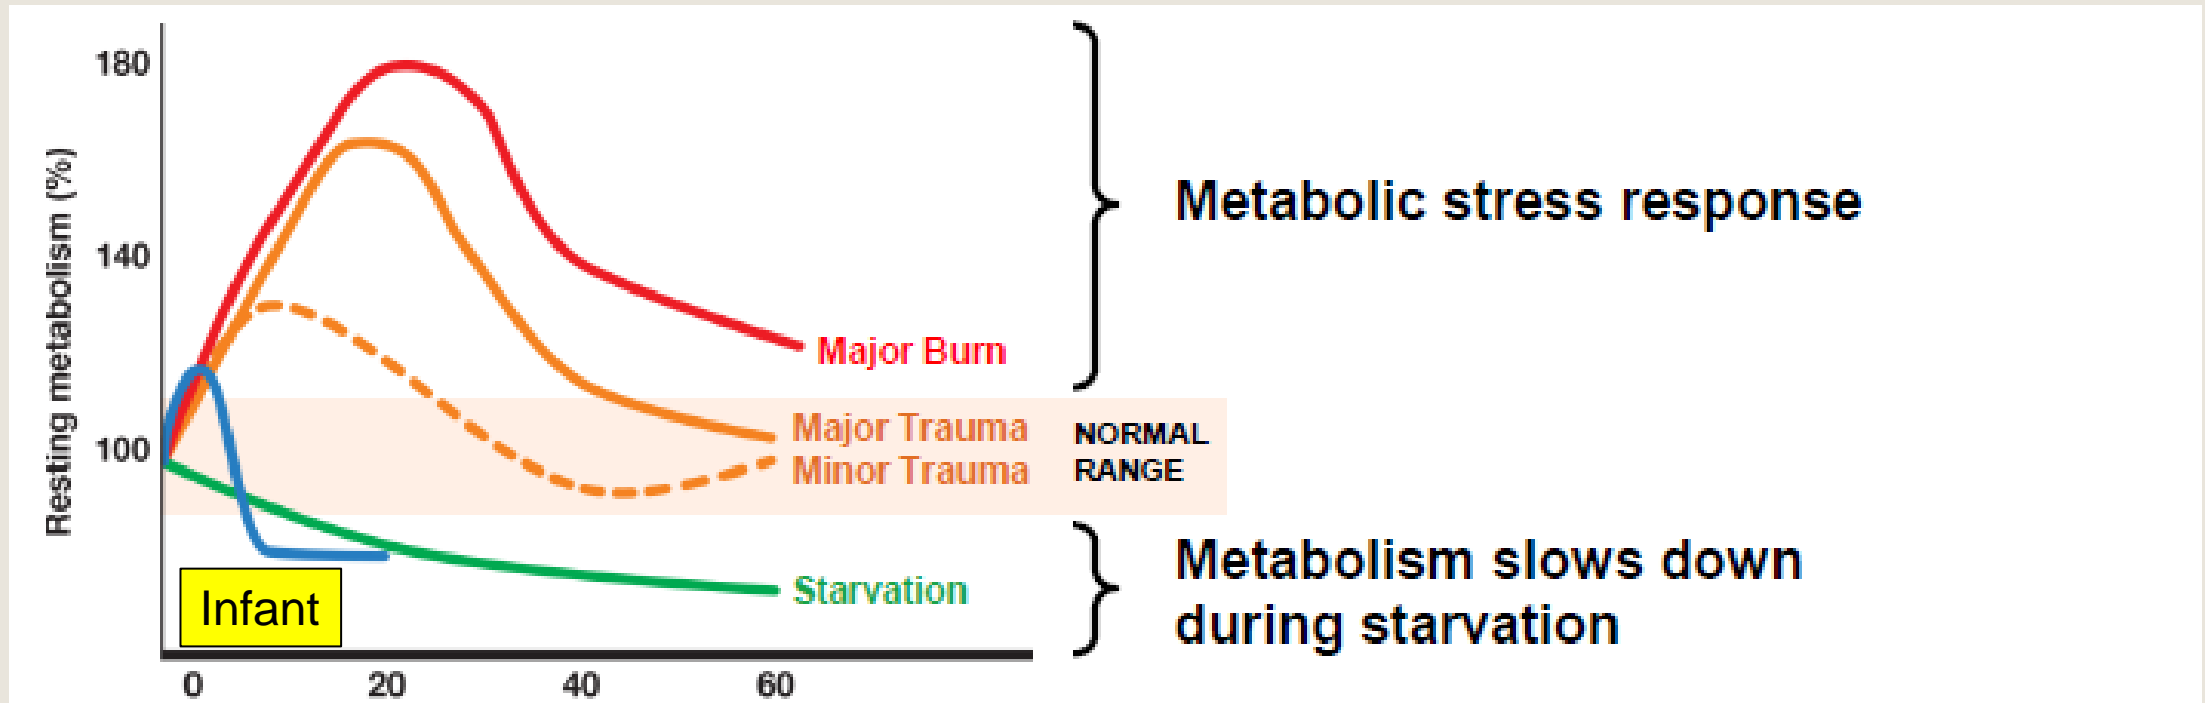 Resting metabolism (%)
180
140
100
Major Burn
Major Trauma
Minor Trauma
NORMAL
RANGE
Starvation
Infant
0 20 40 60
Metabolic stress response
Metabolism slows down
during starvation